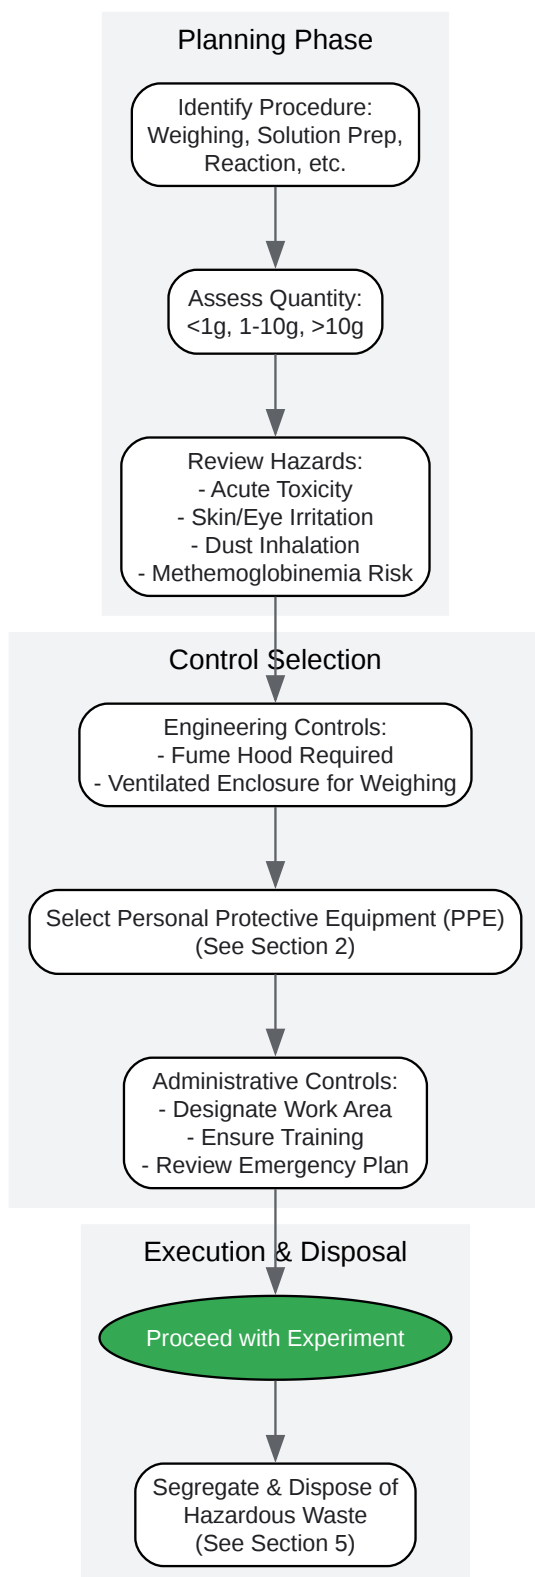 Planning Phase
Identify Procedure:
Weighing, Solution Prep,
Reaction, etc.
Assess Quantity:
<1g, 1-10g, >10g
Review Hazards:
- Acute Toxicity
- Skin/Eye Irritation
- Dust Inhalation
- Methemoglobinemia Risk
Control Selection
Engineering Controls:
- Fume Hood Required
- Ventilated Enclosure for Weighing
Select Personal Protective Equipment (PPE)
(See Section 2)
Administrative Controls:
- Designate Work Area
- Ensure Training
- Review Emergency Plan
Execution & Disposal
Proceed with Experiment
Segregate & Dispose of
Hazardous Waste
(See Section 5)